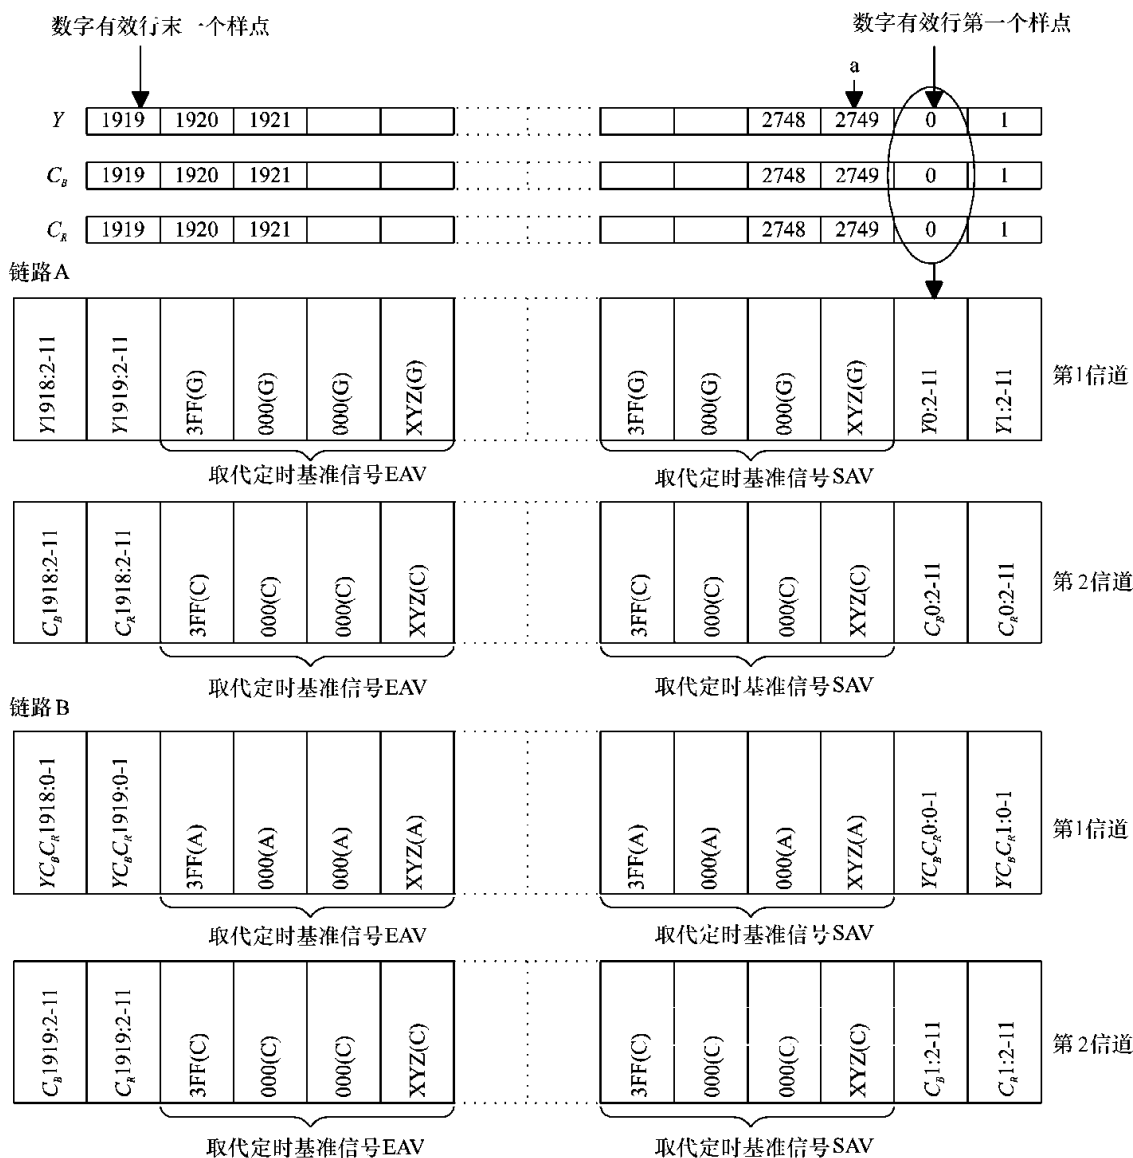 数字有效行末一个样点 数字有效行第一个样点
a
Y 1919 1920 1921 2748 2749 0 1
C_B 1919 1920 1921 2748 2749 0 1
C_R 1919 1920 1921 2748 2749 0 1
链路A
Y1918:2-11 Y1919:2-11 3FF(G) 000(G) 000(G) XYZ(G) 3FF(G) 000(G) 000(G) XYZ(G) Y0:2-11 Y1:2-11 第1信道
取代定时基准信号EAV 取代定时基准信号SAV
C_B1918:2-11 C_R1918:2-11 3FF(C) 000(C) 000(C) XYZ(C) 3FF(C) 000(C) 000(C) XYZ(C) C_B0:2-11 C_R0:2-11 第2信道
取代定时基准信号EAV 取代定时基准信号SAV
链路B
YC_BC_R1918:0-1 YC_BC_R1919:0-1 3FF(A) 000(A) 000(A) XYZ(A) 3FF(A) 000(A) 000(A) XYZ(A) YC_BC_R0:0-1 YC_BC_R1:0-1 第1信道
取代定时基准信号EAV 取代定时基准信号SAV
C_B1919:2-11 C_R1919:2-11 3FF(C) 000(C) 000(C) XYZ(C) 3FF(C) 000(C) 000(C) XYZ(C) C_B1:2-11 C_R1:2-11 第2信道
取代定时基准信号EAV 取代定时基准信号SAV